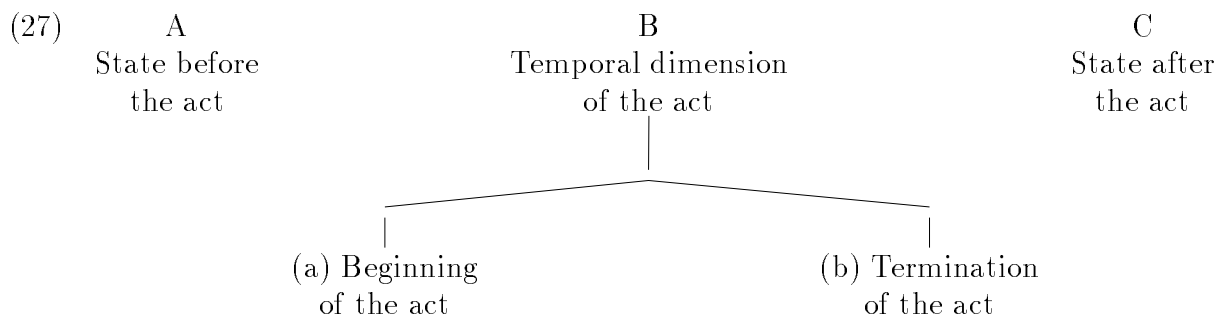 (27) A B C
State before Temporal dimension State after
the act of the act the act
(a) Beginning (b) Termination
of the act of the act